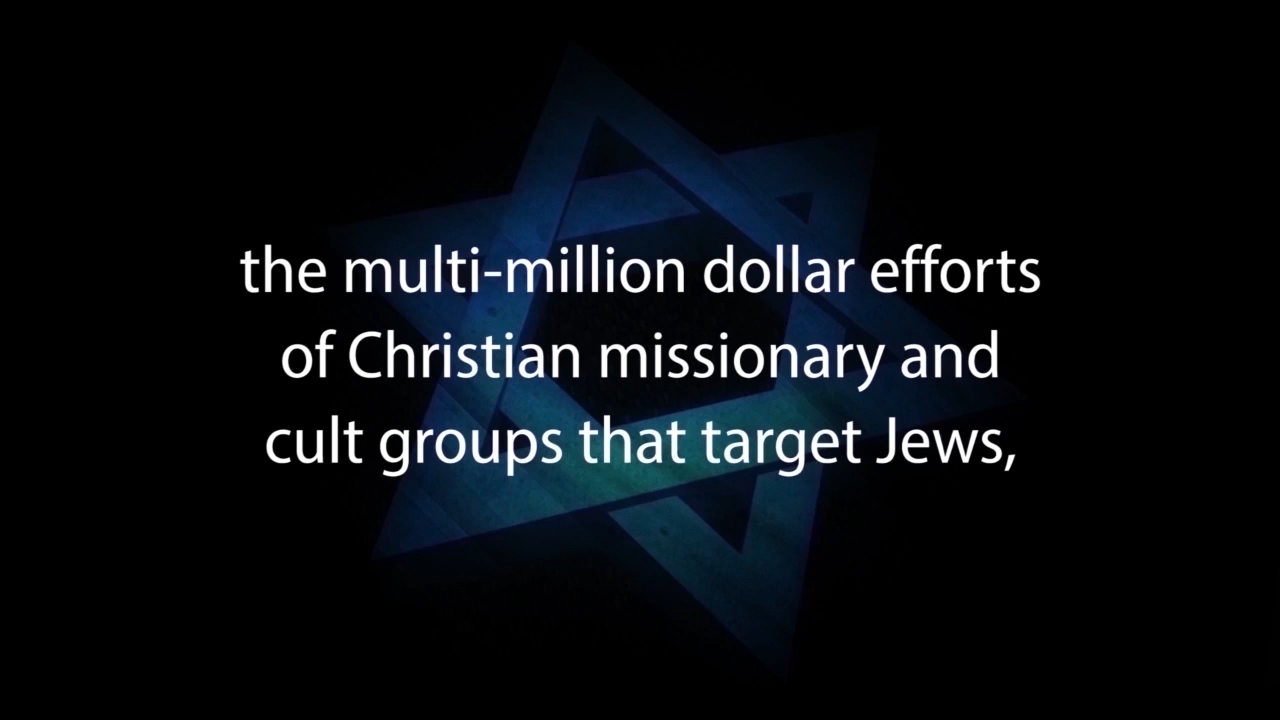 the multi-million dollar efforts
of Christian missionary and
cult groups that target Jews,